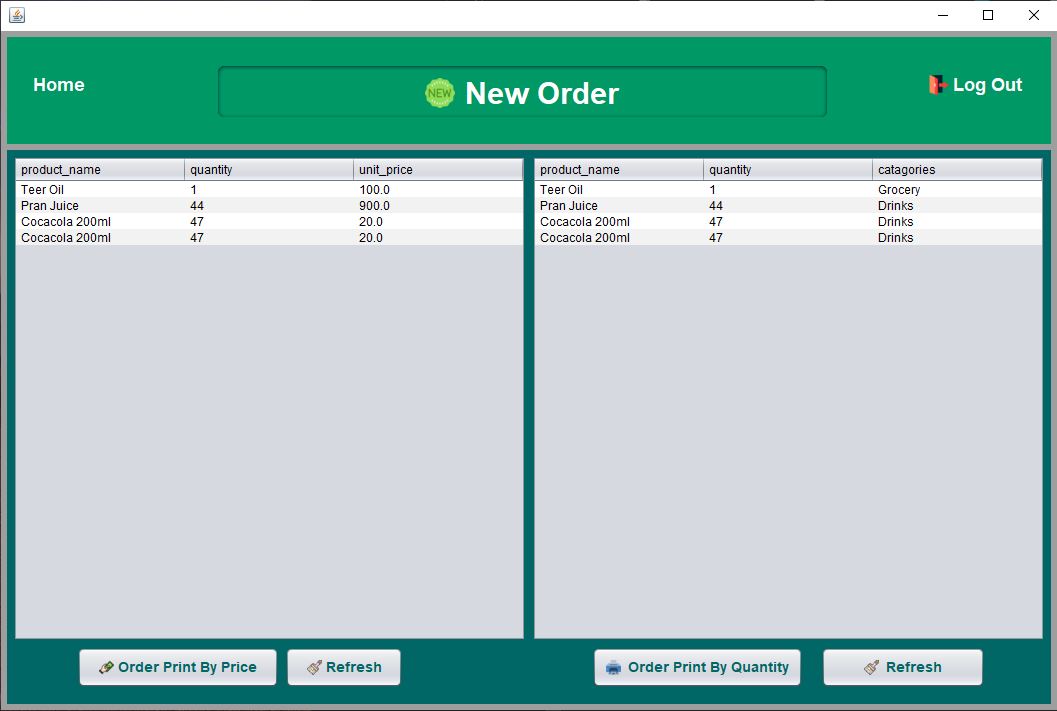 Home
NEW New Order
Log Out
product_name quantity unit_price
Teer Oil 1 100.0
Pran Juice 44 900.0
Cocacola 200ml 47 20.0
Cocacola 200ml 47 20.0
product_name quantity catagories
Teer Oil 1 Grocery
Pran Juice 44 Drinks
Cocacola 200ml 47 Drinks
Cocacola 200ml 47 Drinks
Order Print By Price Refresh
Order Print By Quantity Refresh